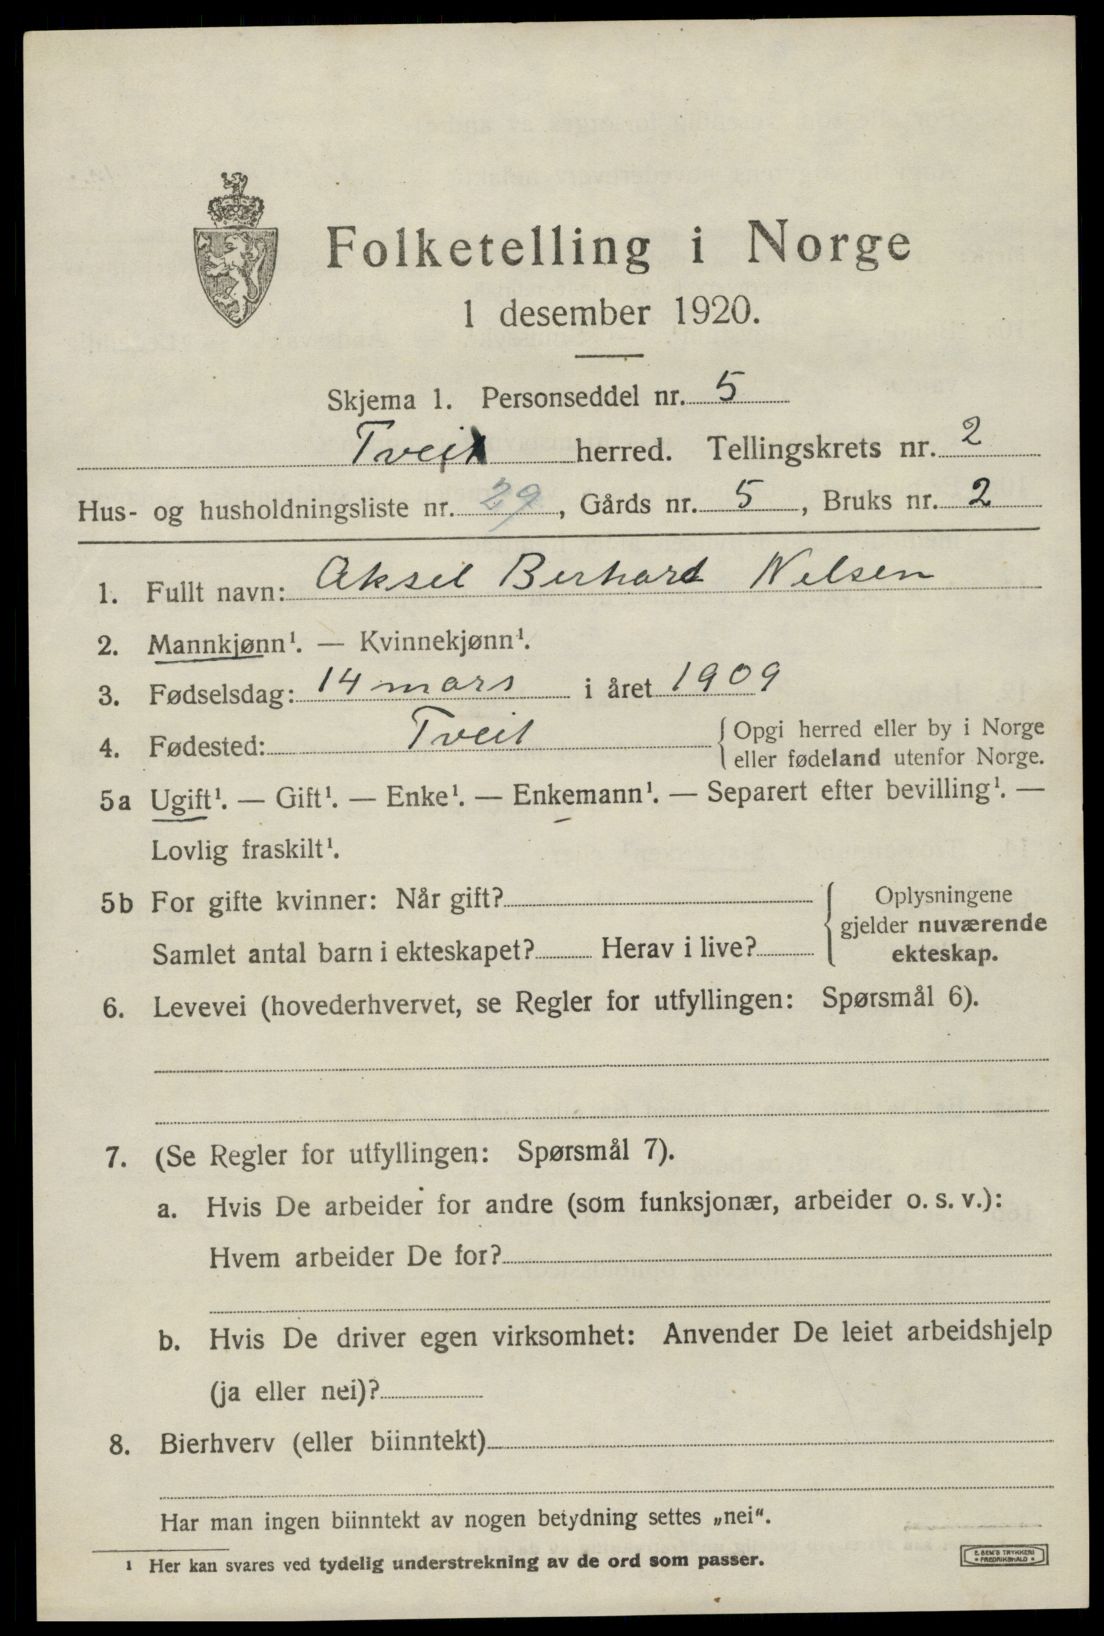 Folketelling i Norge
1 desember 1920.
Skjema 1. Personseddel nr. 5
Tveit herred. Tellingskrets nr. 2
Hus- og husholdningsliste nr. 29, Gårds nr. 5, Bruks nr. 2
1. Fullt navn: Aksel Berhard Nelsen
2. Mannkjønn¹. — Kvinnekjønn¹.
3. Fødselsdag: 14 mars i året 1909
4. Fødested: Tveit { Opgi herred eller by i Norge
eller fødeland utenfor Norge.
5a Ugift¹. — Gift¹. — Enke¹. — Enkemann¹. — Separert efter bevilling¹. —
Lovlig fraskilt¹.
5b For gifte kvinner: Når gift? { Oplysningene
gjelder nuværende
Samlet antal barn i ekteskapet? Herav i live? ekteskap.
6. Levevei (hovederhvervet, se Regler for utfyllingen: Spørsmål 6).
7. (Se Regler for utfyllingen: Spørsmål 7).
a. Hvis De arbeider for andre (som funksjonær, arbeider o. s. v.):
Hvem arbeider De for?
b. Hvis De driver egen virksomhet: Anvender De leiet arbeidshjelp
(ja eller nei)?
8. Bierhverv (eller biinntekt)
Har man ingen biinntekt av nogen betydning settes „nei“.
¹ Her kan svares ved tydelig understrekning av de ord som passer.
E. SEM'S TRYKKERI
FREDRIKSHALD